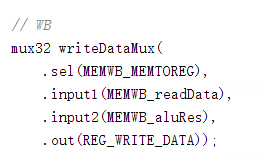 // WB
mux32 writeDataMux(
.sel(MEMWB_MEMTOREG),
.input1(MEMWB_readData),
.input2(MEMWB_aluRes),
.out(REG_WRITE_DATA));